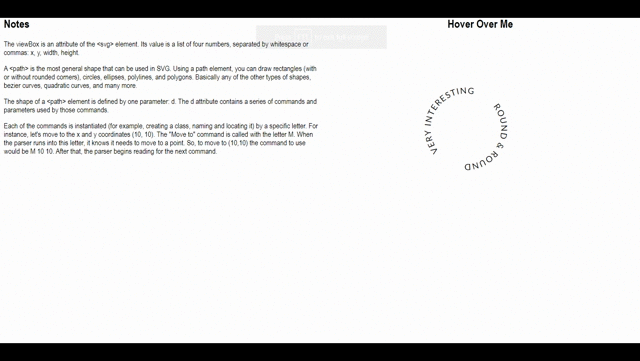 Notes
The viewBox is an attribute of the <svg> element. Its value is a list of four numbers, separated by whitespace or
commas: x, y, width, height.
A <path> is the most general shape that can be used in SVG. Using a path element, you can draw rectangles (with
or without rounded corners), circles, ellipses, polylines, and polygons. Basically any of the other types of shapes,
bezier curves, quadratic curves, and many more.
The shape of a <path> element is defined by one parameter: d. The d attribute contains a series of commands and
parameters used by those commands.
Each of the commands is instantiated (for example, creating a class, naming and locating it) by a specific letter. For
instance, let's move to the x and y coordinates (10, 10). The "Move to" command is called with the letter M. When
the parser runs into this letter, it knows it needs to move to a point. So, to move to (10,10) the command to use
would be M 10 10. After that, the parser begins reading for the next command.
Hover Over Me
VERY INTERESTING
ROUND & ROUND